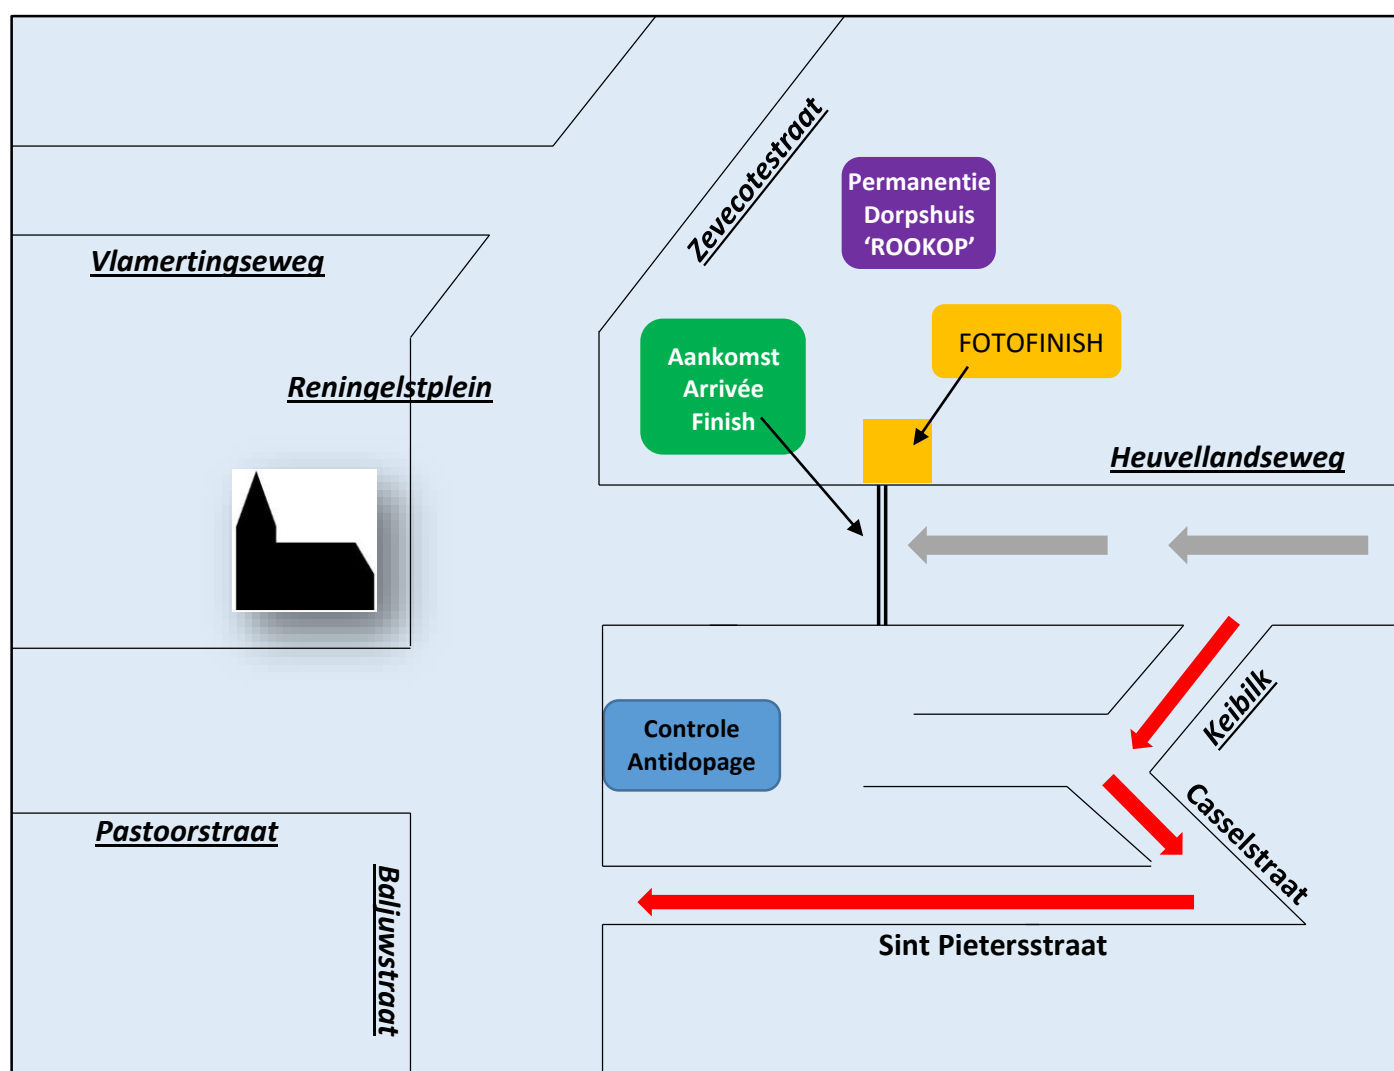 Zevecotestraat
Permanentie
Dorpshuis
‘ROOKOP’
Vlamertingseweg
Aankomst
Arrivée
Finish
FOTOFINISH
Reningelstplein
Heuvellandseweg
Keibilk
Controle
Antidopage
Casselstraat
Pastoorstraat
Baljuwstraat
Sint Pietersstraat